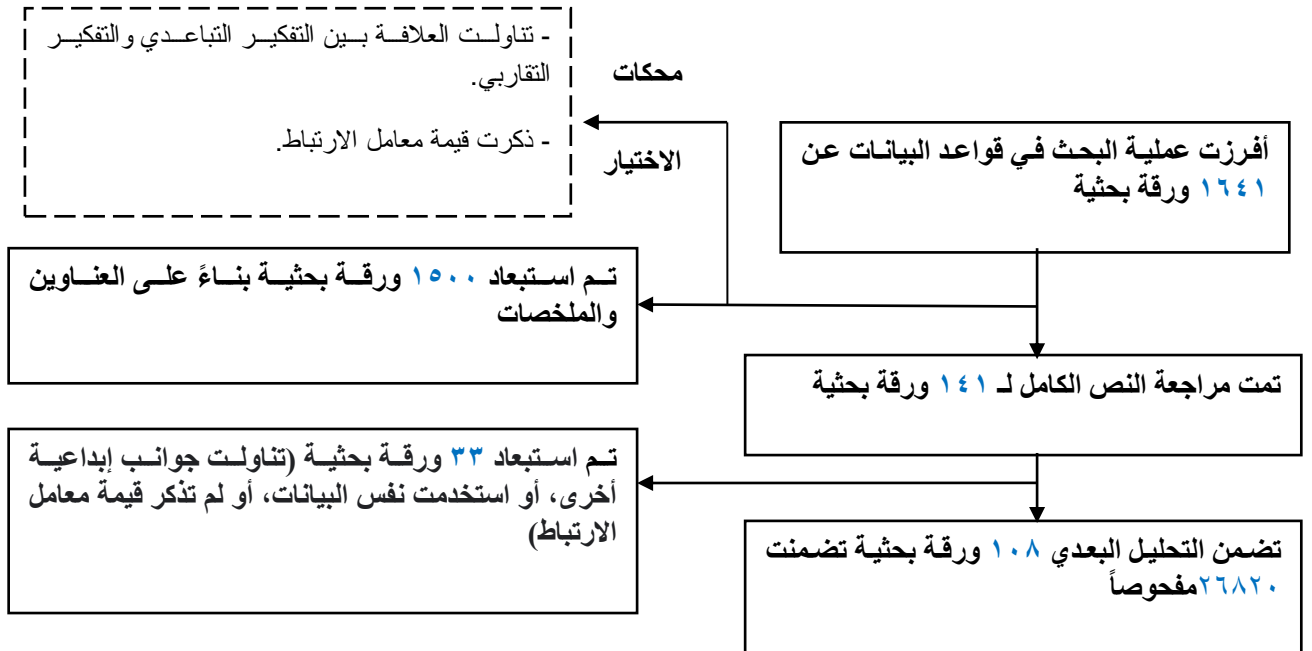 - تناولت العلافة بين التفكير التباعدي والتفكير
التقاربي.
- ذكرت قيمة معامل الارتباط.
محكات
الاختيار
أفرزت عملية البحث في قواعد البيانات عن
١٦٤١ ورقة بحثية
تم استبعاد ١٥٠٠ ورقة بحثية بناءً على العناوين
والملخصات
تمت مراجعة النص الكامل لـ ١٤١ ورقة بحثية
تم استبعاد ٣٣ ورقة بحثية (تناولت جوانب إبداعية
أخرى، أو استخدمت نفس البيانات، أو لم تذكر قيمة معامل
الارتباط)
تضمن التحليل البعدي ١٠٨ ورقة بحثية تضمنت
٢٦٨٢٠مفحوصاً